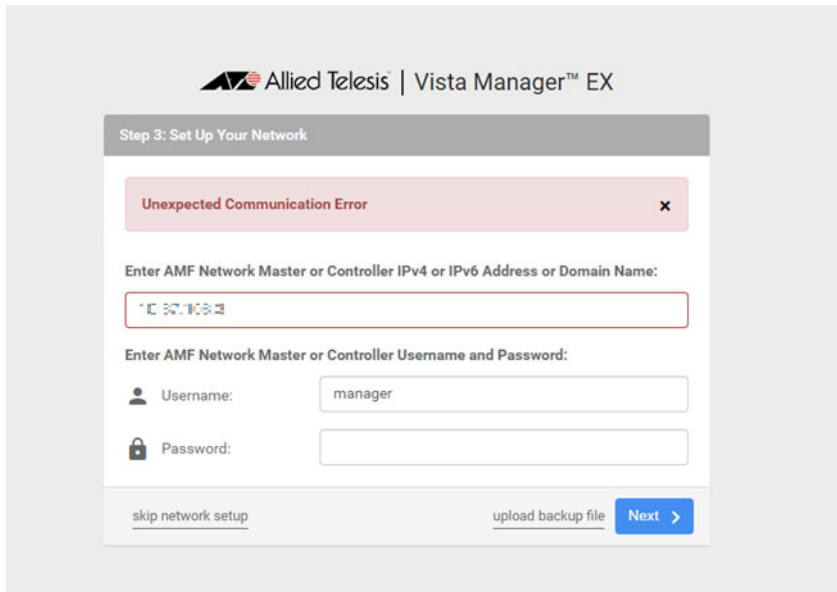 Allied Telesis | Vista Manager™ EX
Step 3: Set Up Your Network
Unexpected Communication Error
×
Enter AMF Network Master or Controller IPv4 or IPv6 Address or Domain Name:
Enter AMF Network Master or Controller Username and Password:
Username: manager
Password:
skip network setup upload backup file Next >